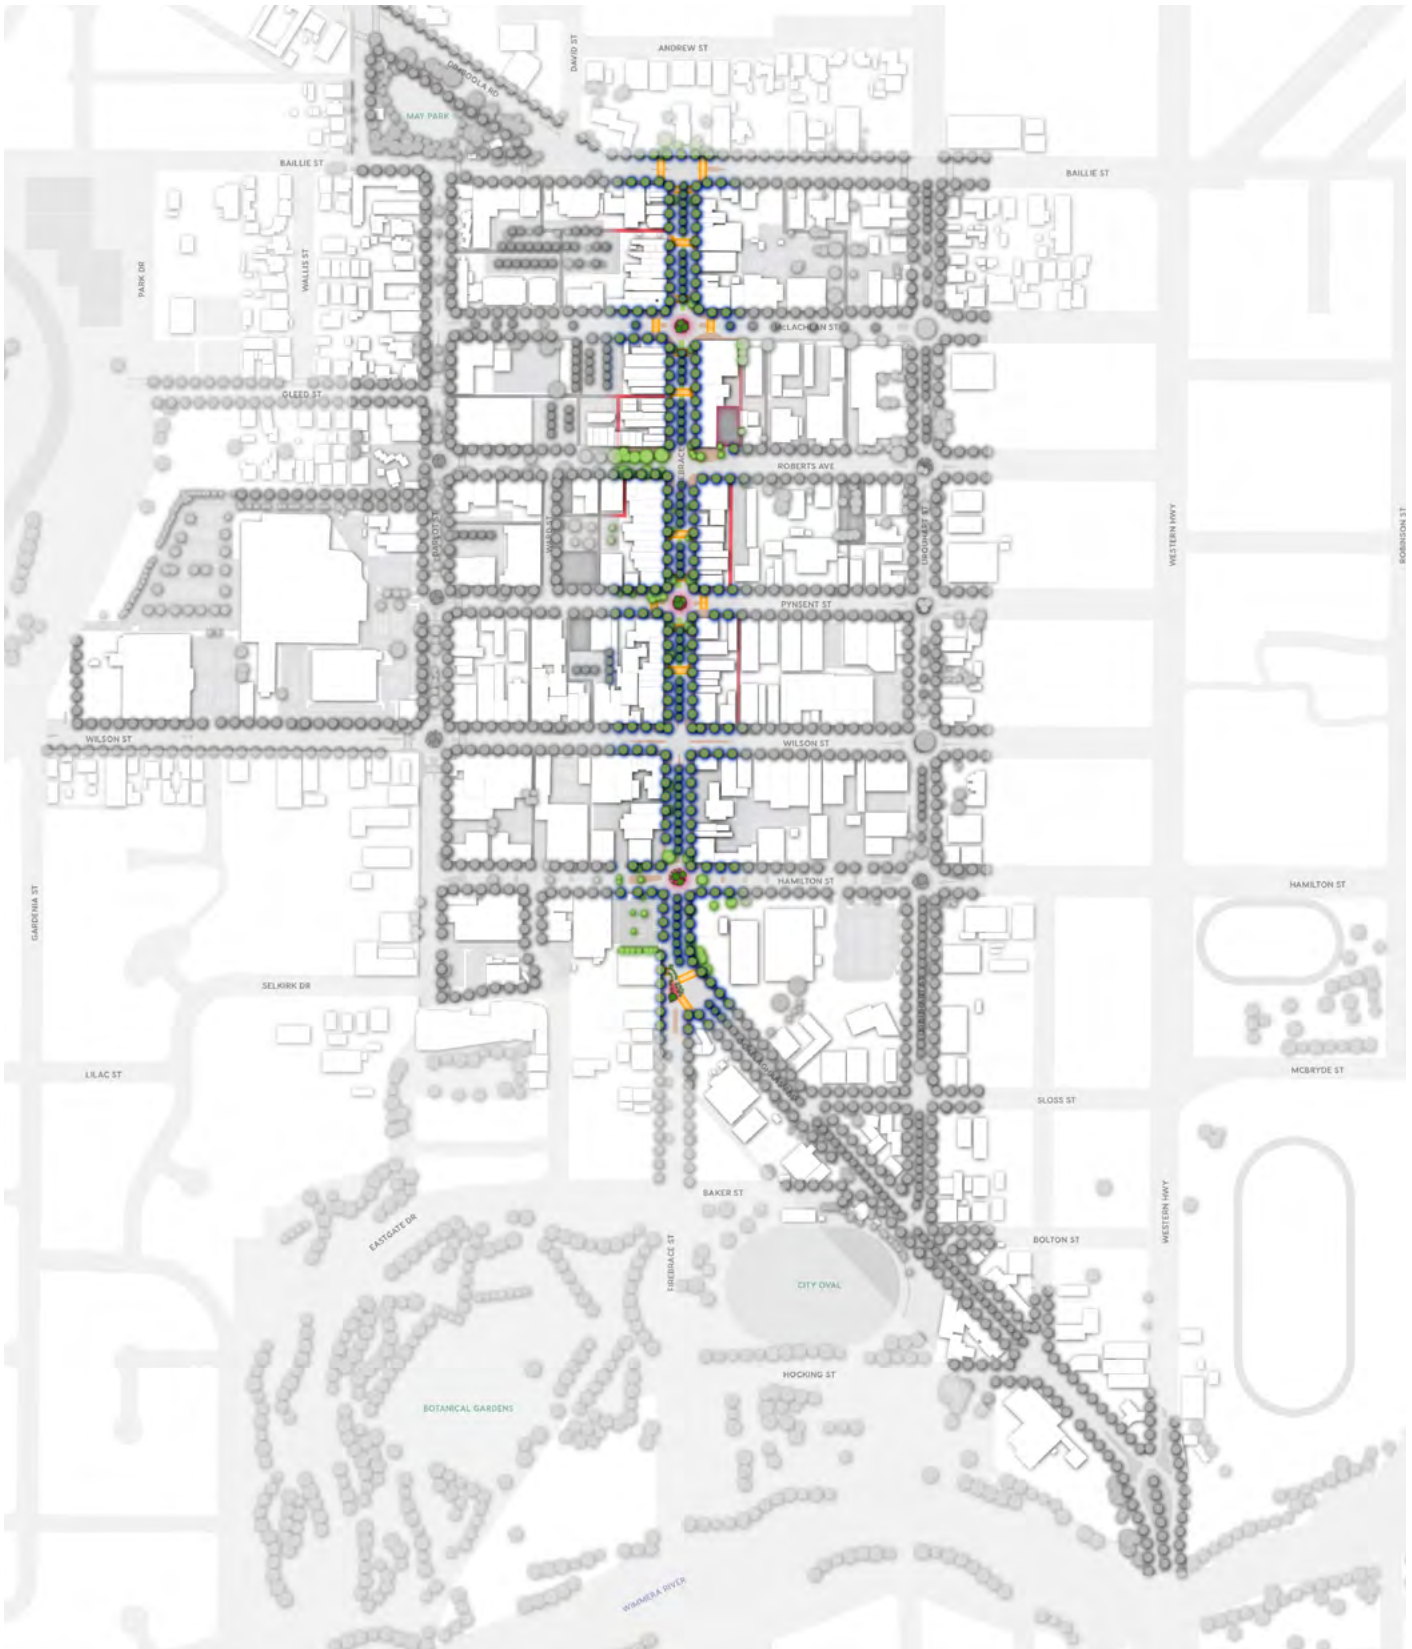 ANDREW ST
DAVID ST
DIMBOOLA RD
MAY PARK
BAILLIE ST
BAILLIE ST
PARK DR
WALLIS ST
McLACHLAN ST
GLEED ST
ROBERTS AVE
WESTERN HWY
ROBINSON ST
URQUHART ST
PYNSENT ST
WILSON ST
WILSON ST
HAMILTON ST
HAMILTON ST
GARDENIA ST
SELKIRK DR
LILAC ST
MCBRYDE ST
SLOSS ST
BAKER ST
EASTGATE DR
FIREBRACE ST
WESTERN HWY
BOLTON ST
CITY OVAL
HOCKING ST
BOTANICAL GARDENS
WIMMERA RIVER